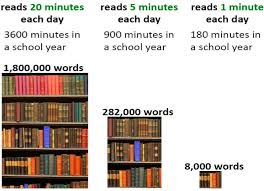 reads 20 minutes
each day
3600 minutes in
a school year
1,800,000 words
reads 5 minutes
each day
900 minutes in
a school year
282,000 words
reads 1 minute
each day
180 minutes in
a school year
8,000 words